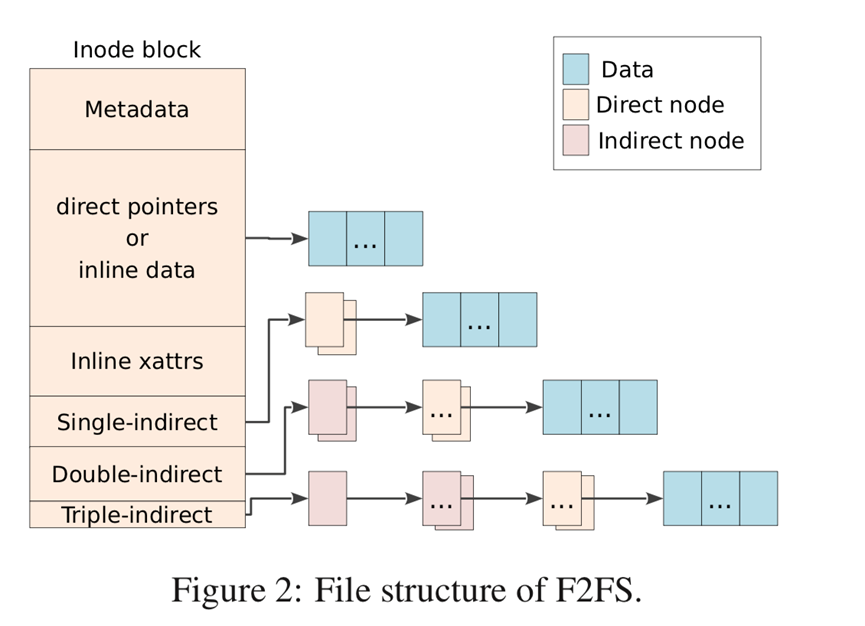 Inode block
Metadata
direct pointers
or
inline data
Inline xattrs
Single-indirect
Double-indirect
Triple-indirect
Data
Direct node
Indirect node
...
...
...
...
...
...
...
Figure 2: File structure of F2FS.